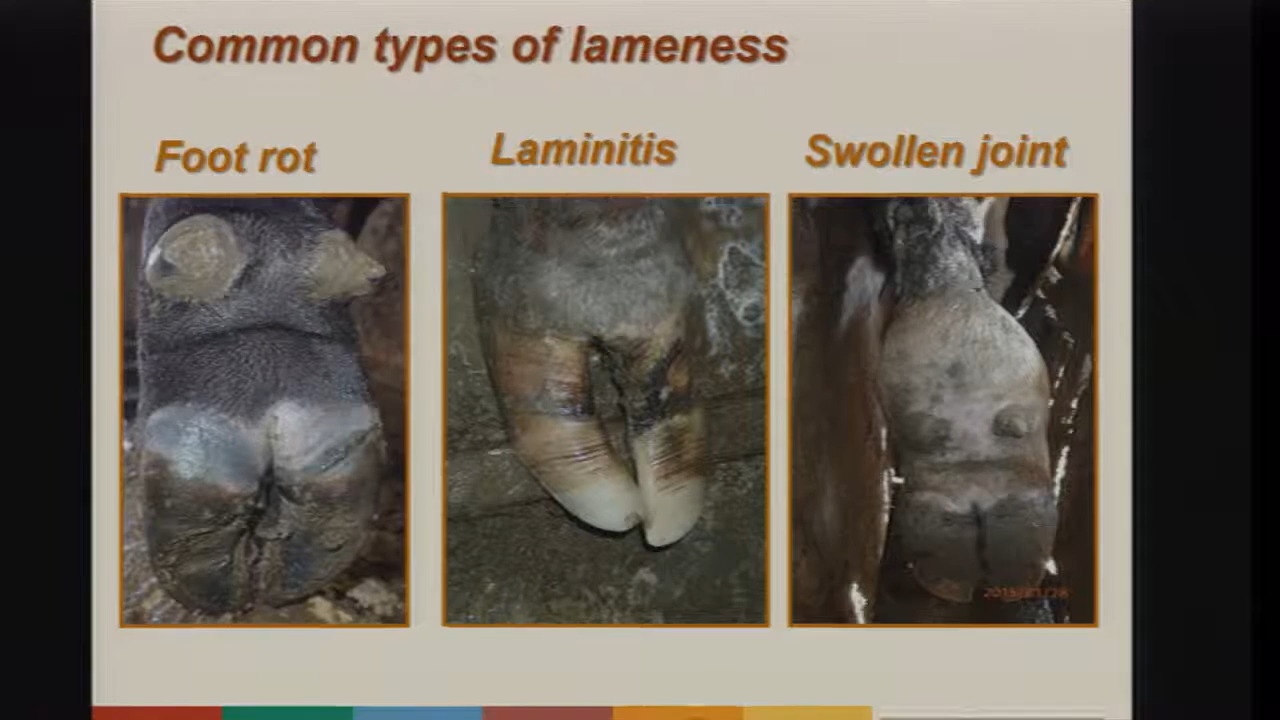 Common types of lameness
Foot rot
Laminitis
Swollen joint